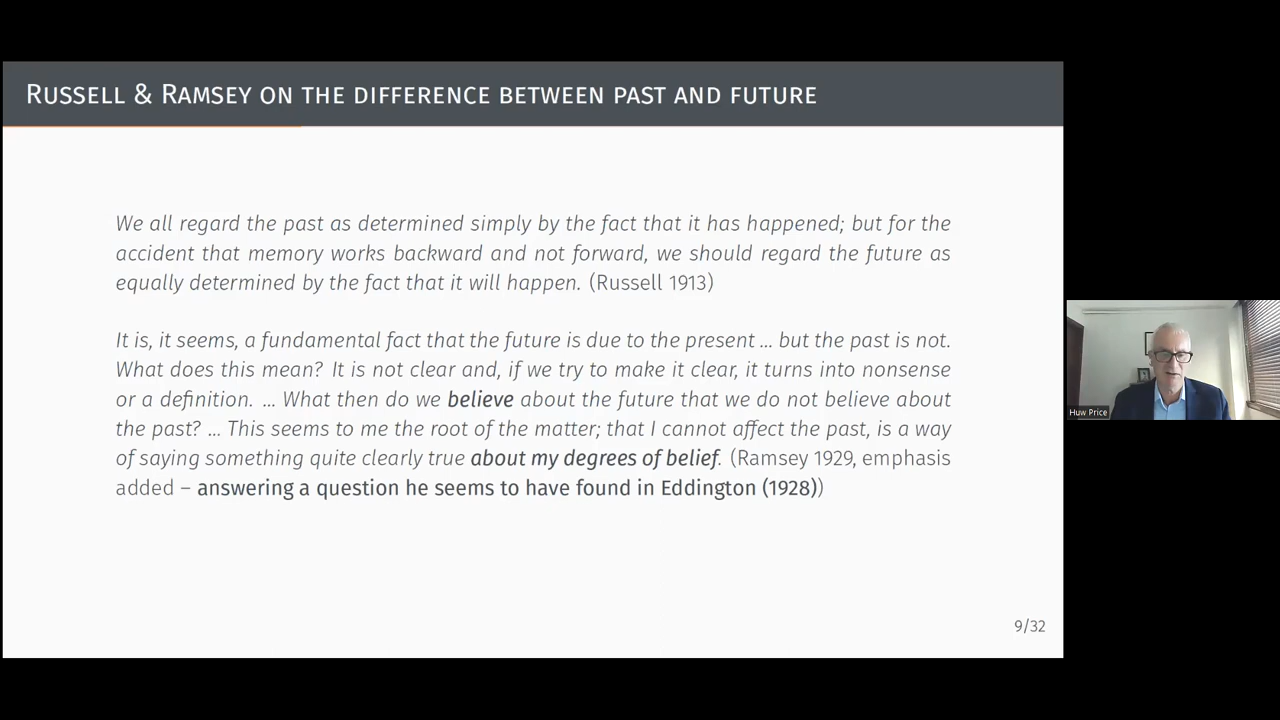 RUSSELL & RAMSEY ON THE DIFFERENCE BETWEEN PAST AND FUTURE
We all regard the past as determined simply by the fact that it has happened; but for the
accident that memory works backward and not forward, we should regard the future as
equally determined by the fact that it will happen. (Russell 1913)
It is, it seems, a fundamental fact that the future is due to the present ... but the past is not.
What does this mean? It is not clear and, if we try to make it clear, it turns into nonsense
or a definition. ... What then do we believe about the future that we do not believe about
the past? ... This seems to me the root of the matter; that I cannot affect the past, is a way
of saying something quite clearly true about my degrees of belief. (Ramsey 1929, emphasis
added – answering a question he seems to have found in Eddington (1928))
Huw Price
9/32